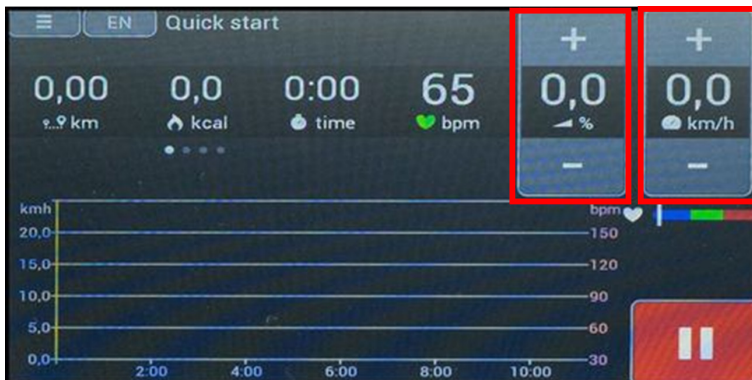 EN Quick start
+ +
0,00 0,0 0:00 65 0,0 0,0
km kcal time bpm % km/h
- -
kmh bpm
20,0 150
15,0 120
10,0 90
5,0 60
0,0 30
2:00 4:00 6:00 8:00 10:00